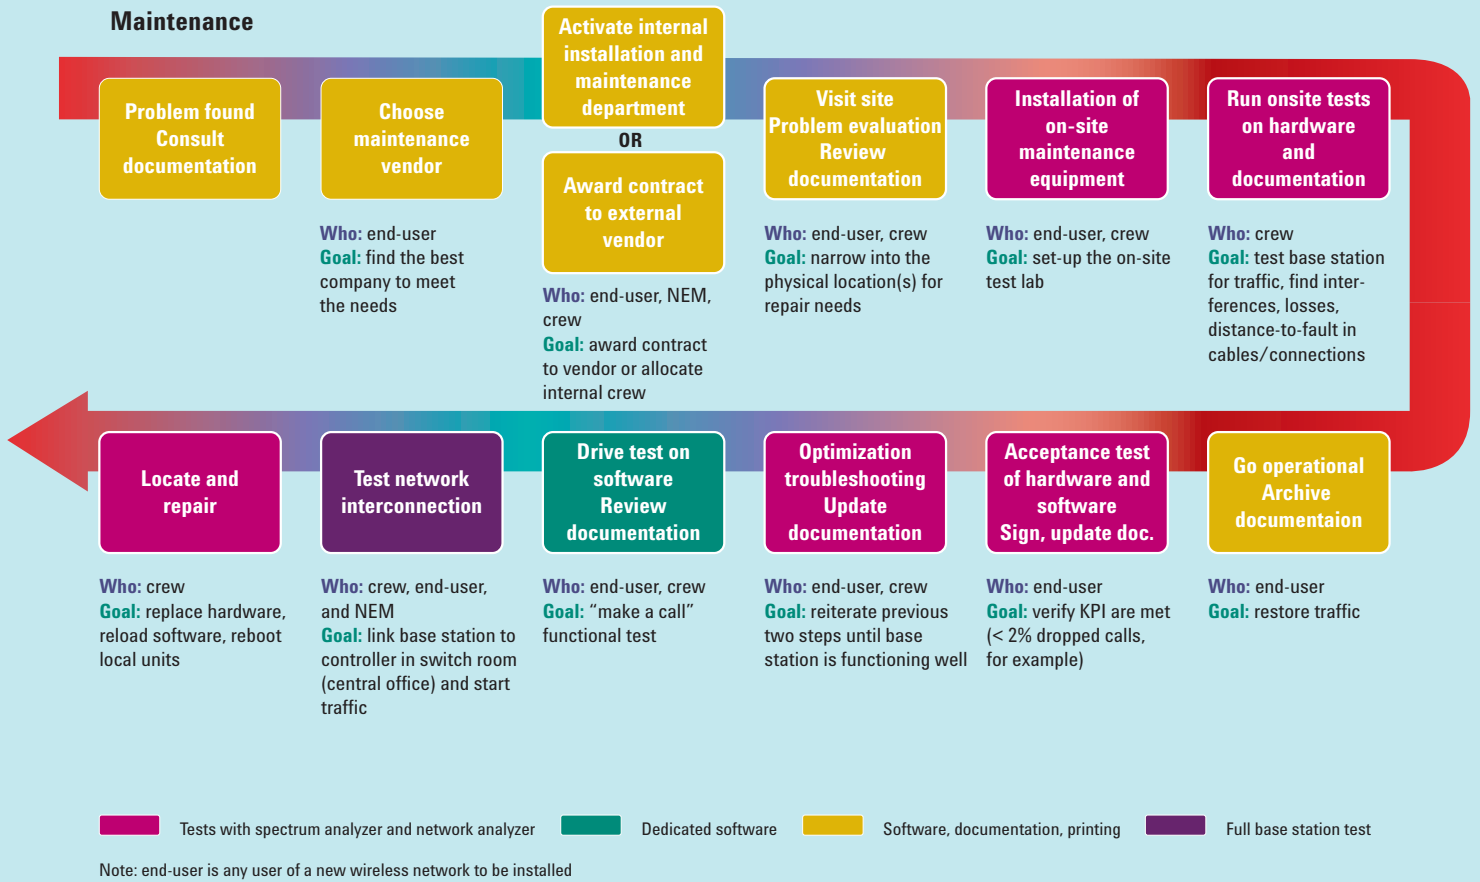 Maintenance
Problem found
Consult
documentation
Choose
maintenance
vendor
Who: end-user
Goal: find the best
company to meet
the needs
Activate internal
installation and
maintenance
department
OR
Award contract
to external
vendor
Who: end-user, NEM,
crew
Goal: award contract
to vendor or allocate
internal crew
Visit site
Problem evaluation
Review
documentation
Who: end-user, crew
Goal: narrow into the
physical location(s) for
repair needs
Installation of
on-site
maintenance
equipment
Who: end-user, crew
Goal: set-up the on-site
test lab
Run onsite tests
on hardware
and
documentation
Who: crew
Goal: test base station
for traffic, find inter-
ferences, losses,
distance-to-fault in
cables/connections
Locate and
repair
Who: crew
Goal: replace hardware,
reload software, reboot
local units
Test network
interconnection
Who: crew, end-user,
and NEM
Goal: link base station to
controller in switch room
(central office) and start
traffic
Drive test on
software
Review
documentation
Who: end-user, crew
Goal: “make a call”
functional test
Optimization
troubleshooting
Update
documentation
Who: end-user, crew
Goal: reiterate previous
two steps until base
station is functioning well
Acceptance test
of hardware and
software
Sign, update doc.
Who: end-user
Goal: verify KPI are met
(< 2% dropped calls,
for example)
Go operational
Archive
documentaion
Who: end-user
Goal: restore traffic
Tests with spectrum analyzer and network analyzer
Dedicated software
Software, documentation, printing
Full base station test
Note: end-user is any user of a new wireless network to be installed